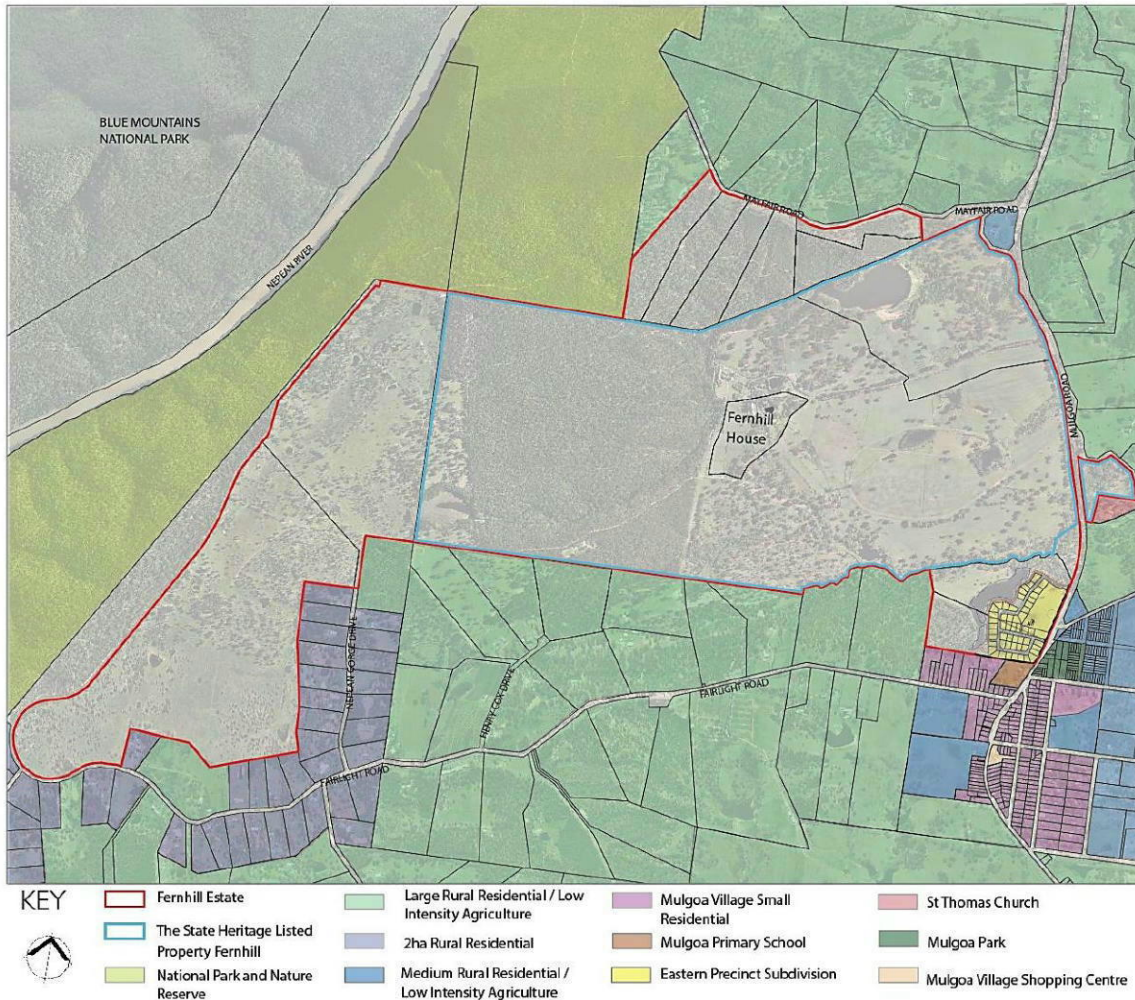 BLUE MOUNTAINS
NATIONAL PARK
NEPEAN RIVER
MAYFAIR ROAD
MAYFAIR ROAD
MULGOA ROAD
Fernhill
House
NEPEAN GORGE DRIVE
HENRY COX DRIVE
FAIRLIGHT ROAD
FAIRLIGHT ROAD
KEY
Fernhill Estate
The State Heritage Listed
Property Fernhill
National Park and Nature
Reserve
Large Rural Residential / Low
Intensity Agriculture
2ha Rural Residential
Medium Rural Residential /
Low Intensity Agriculture
Mulgoa Village Small
Residential
Mulgoa Primary School
Eastern Precinct Subdivision
St Thomas Church
Mulgoa Park
Mulgoa Village Shopping Centre